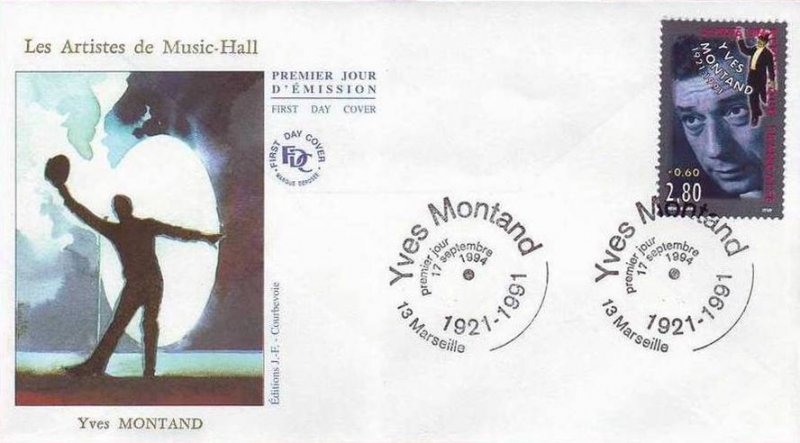 Les Artistes de Music-Hall
PREMIER JOUR
D'ÉMISSION
FIRST DAY COVER
FIRST DAY COVER
FDC
MARQUE DÉPOSÉE
Éditions J.-F. - Courbevoie
Yves MONTAND
YVES
MONTAND
1921-1991
+0,60
2,80
Yves Montand
premier jour
17 septembre
1994
1921-1991
13 Marseille
Yves Montand
premier jour
17 septembre
1994
1921-1991
13 Marseille